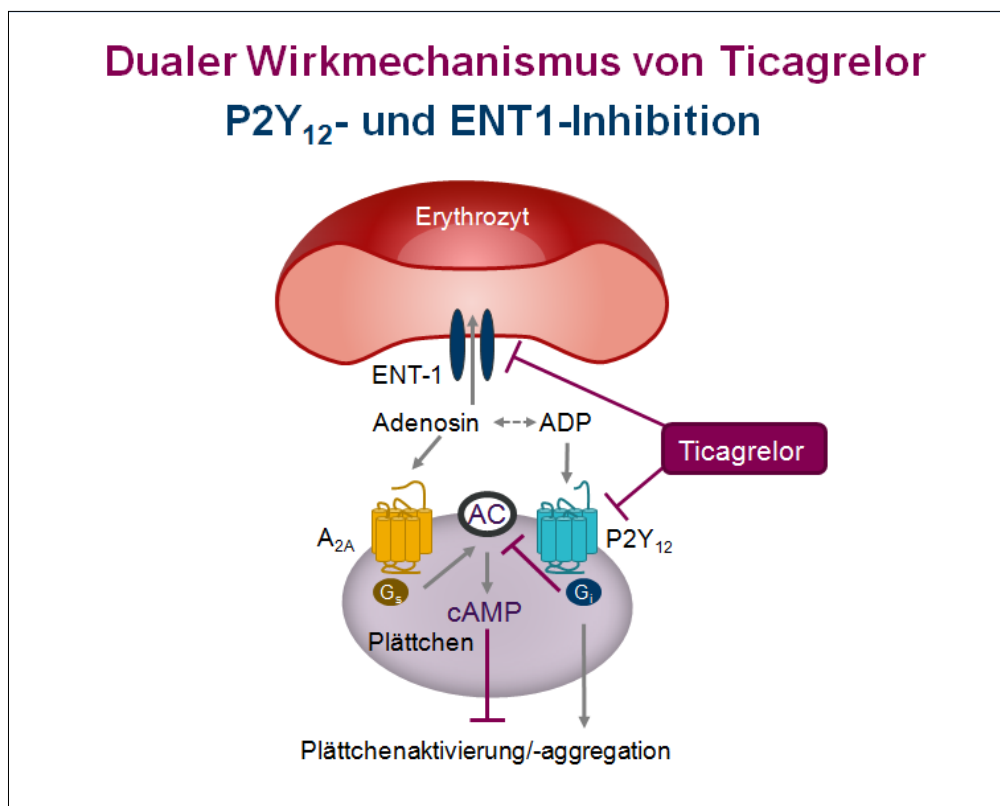 Dualer Wirkmechanismus von Ticagrelor
P2Y₁₂- und ENT1-Inhibition
Erythrozyt
ENT-1
Adenosin
ADP
Ticagrelor
AC
A₂A
P2Y₁₂
Gs
Gi
cAMP
Plättchen
Plättchenaktivierung/-aggregation